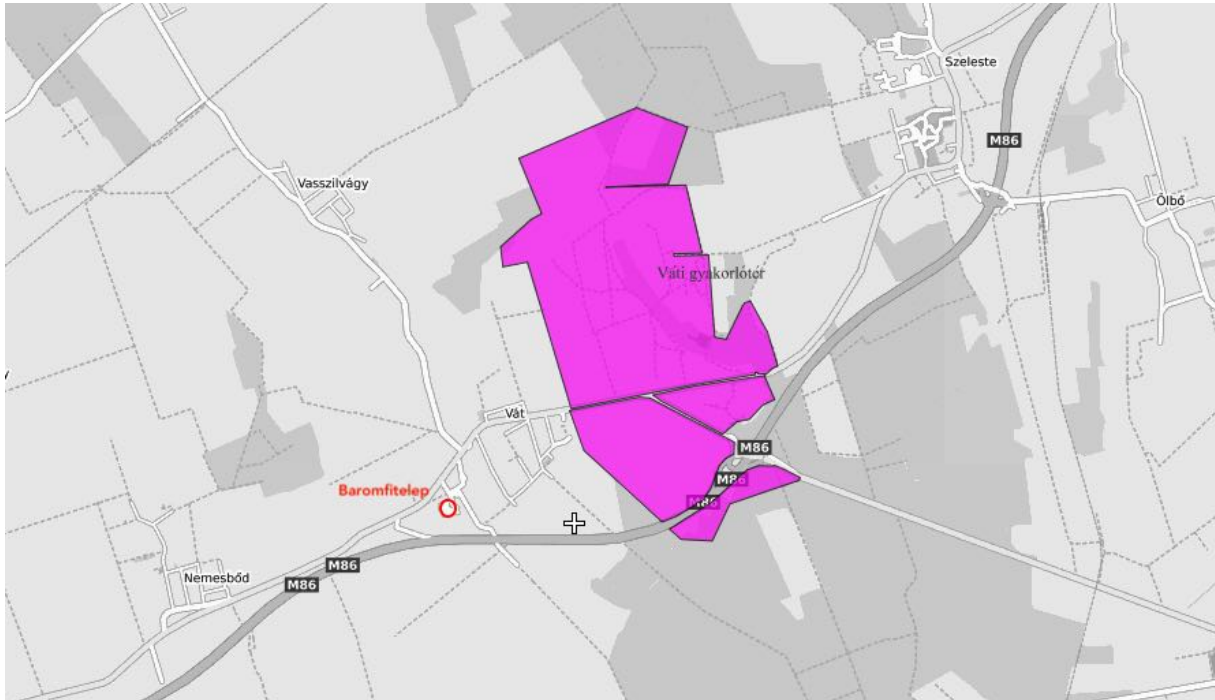 Szeleste
M86
Vasszilvágy
Ölbő
Váti gyakorlótér
Vát
M86
M86
M86
Baromfitelep
M86
M86
Nemesbőd